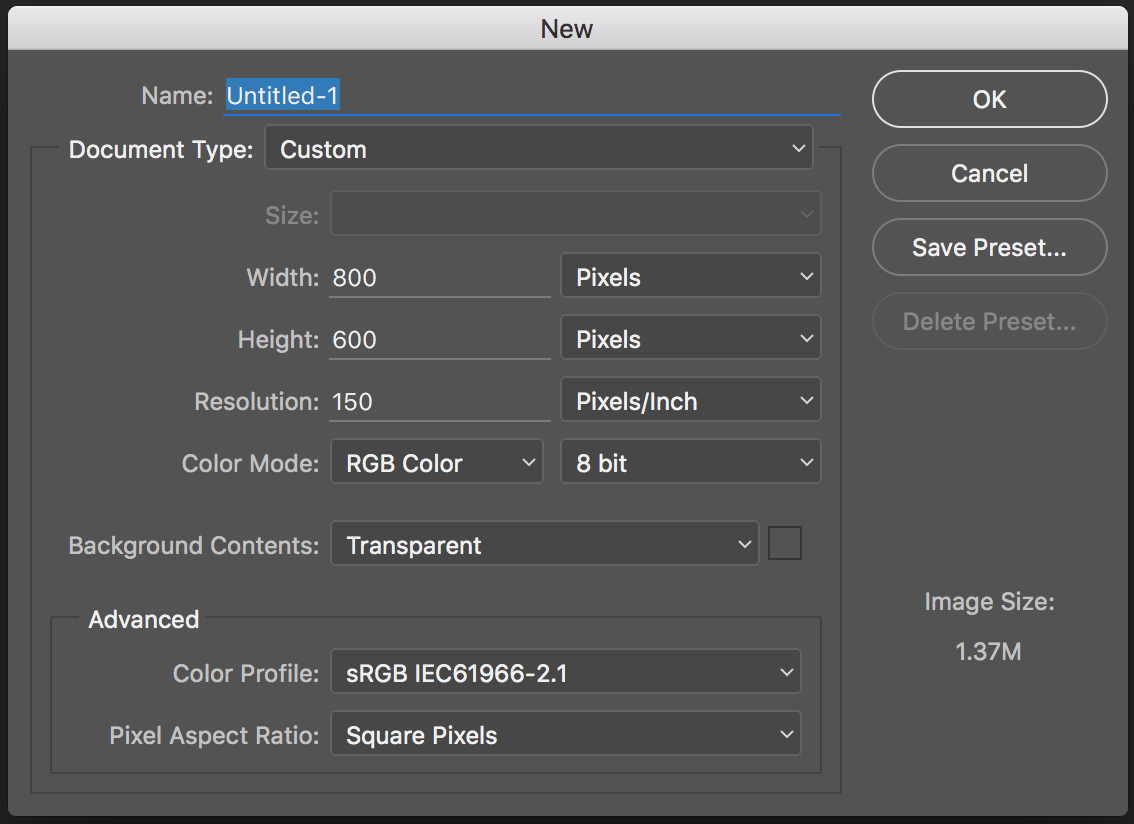 New
Name: Untitled-1
OK
Document Type: Custom
Cancel
Size:
Save Preset...
Width: 800 Pixels
Delete Preset...
Height: 600 Pixels
Resolution: 150 Pixels/Inch
Color Mode: RGB Color 8 bit
Background Contents: Transparent
Image Size:
1.37M
Advanced
Color Profile: sRGB IEC61966-2.1
Pixel Aspect Ratio: Square Pixels